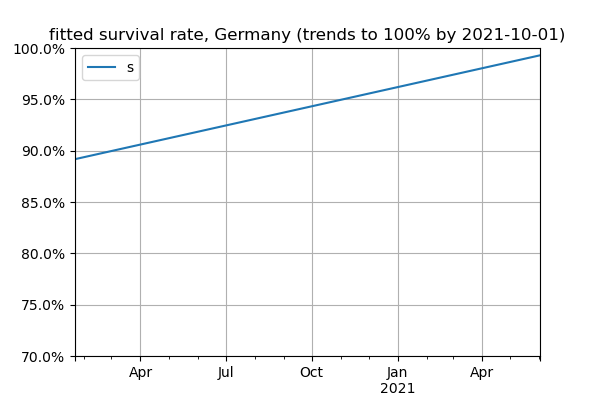 fitted survival rate, Germany (trends to 100% by 2021-10-01)
100.0%
s
95.0%
90.0%
85.0%
80.0%
75.0%
70.0%
Apr Jul Oct Jan Apr
2021